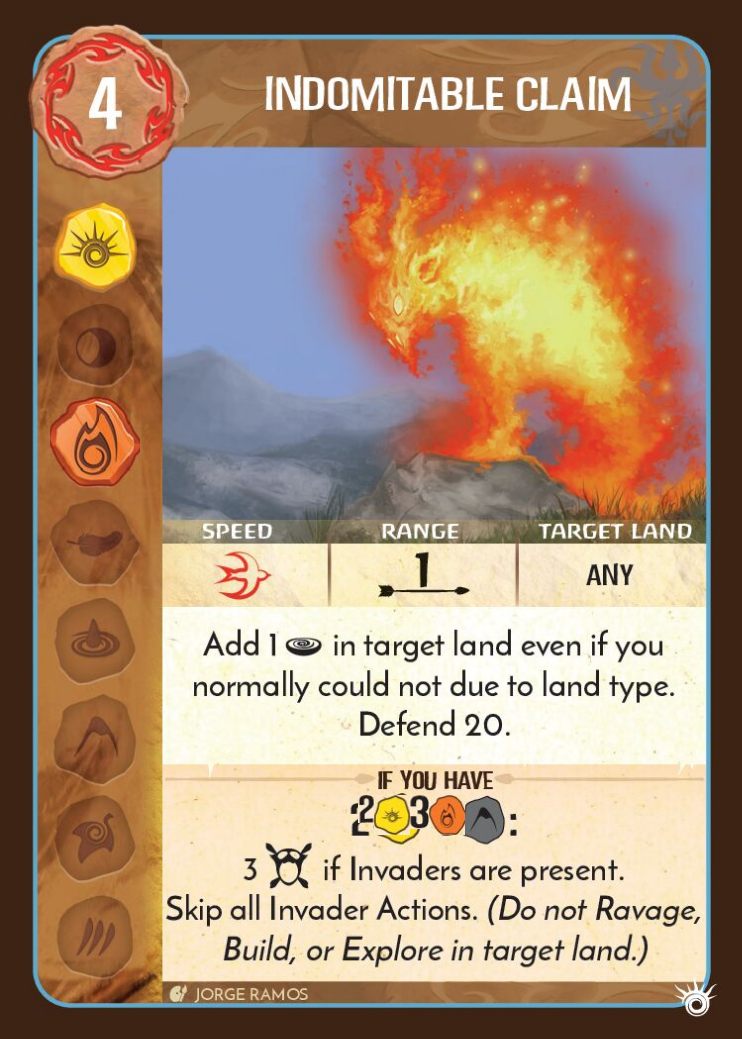 4
INDOMITABLE CLAIM
SPEED RANGE TARGET LAND
1 ANY
Add 1 in target land even if you
normally could not due to land type.
Defend 20.
IF YOU HAVE
2 3 :
3 if Invaders are present.
Skip all Invader Actions. (Do not Ravage,
Build, or Explore in target land.)
JORGE RAMOS